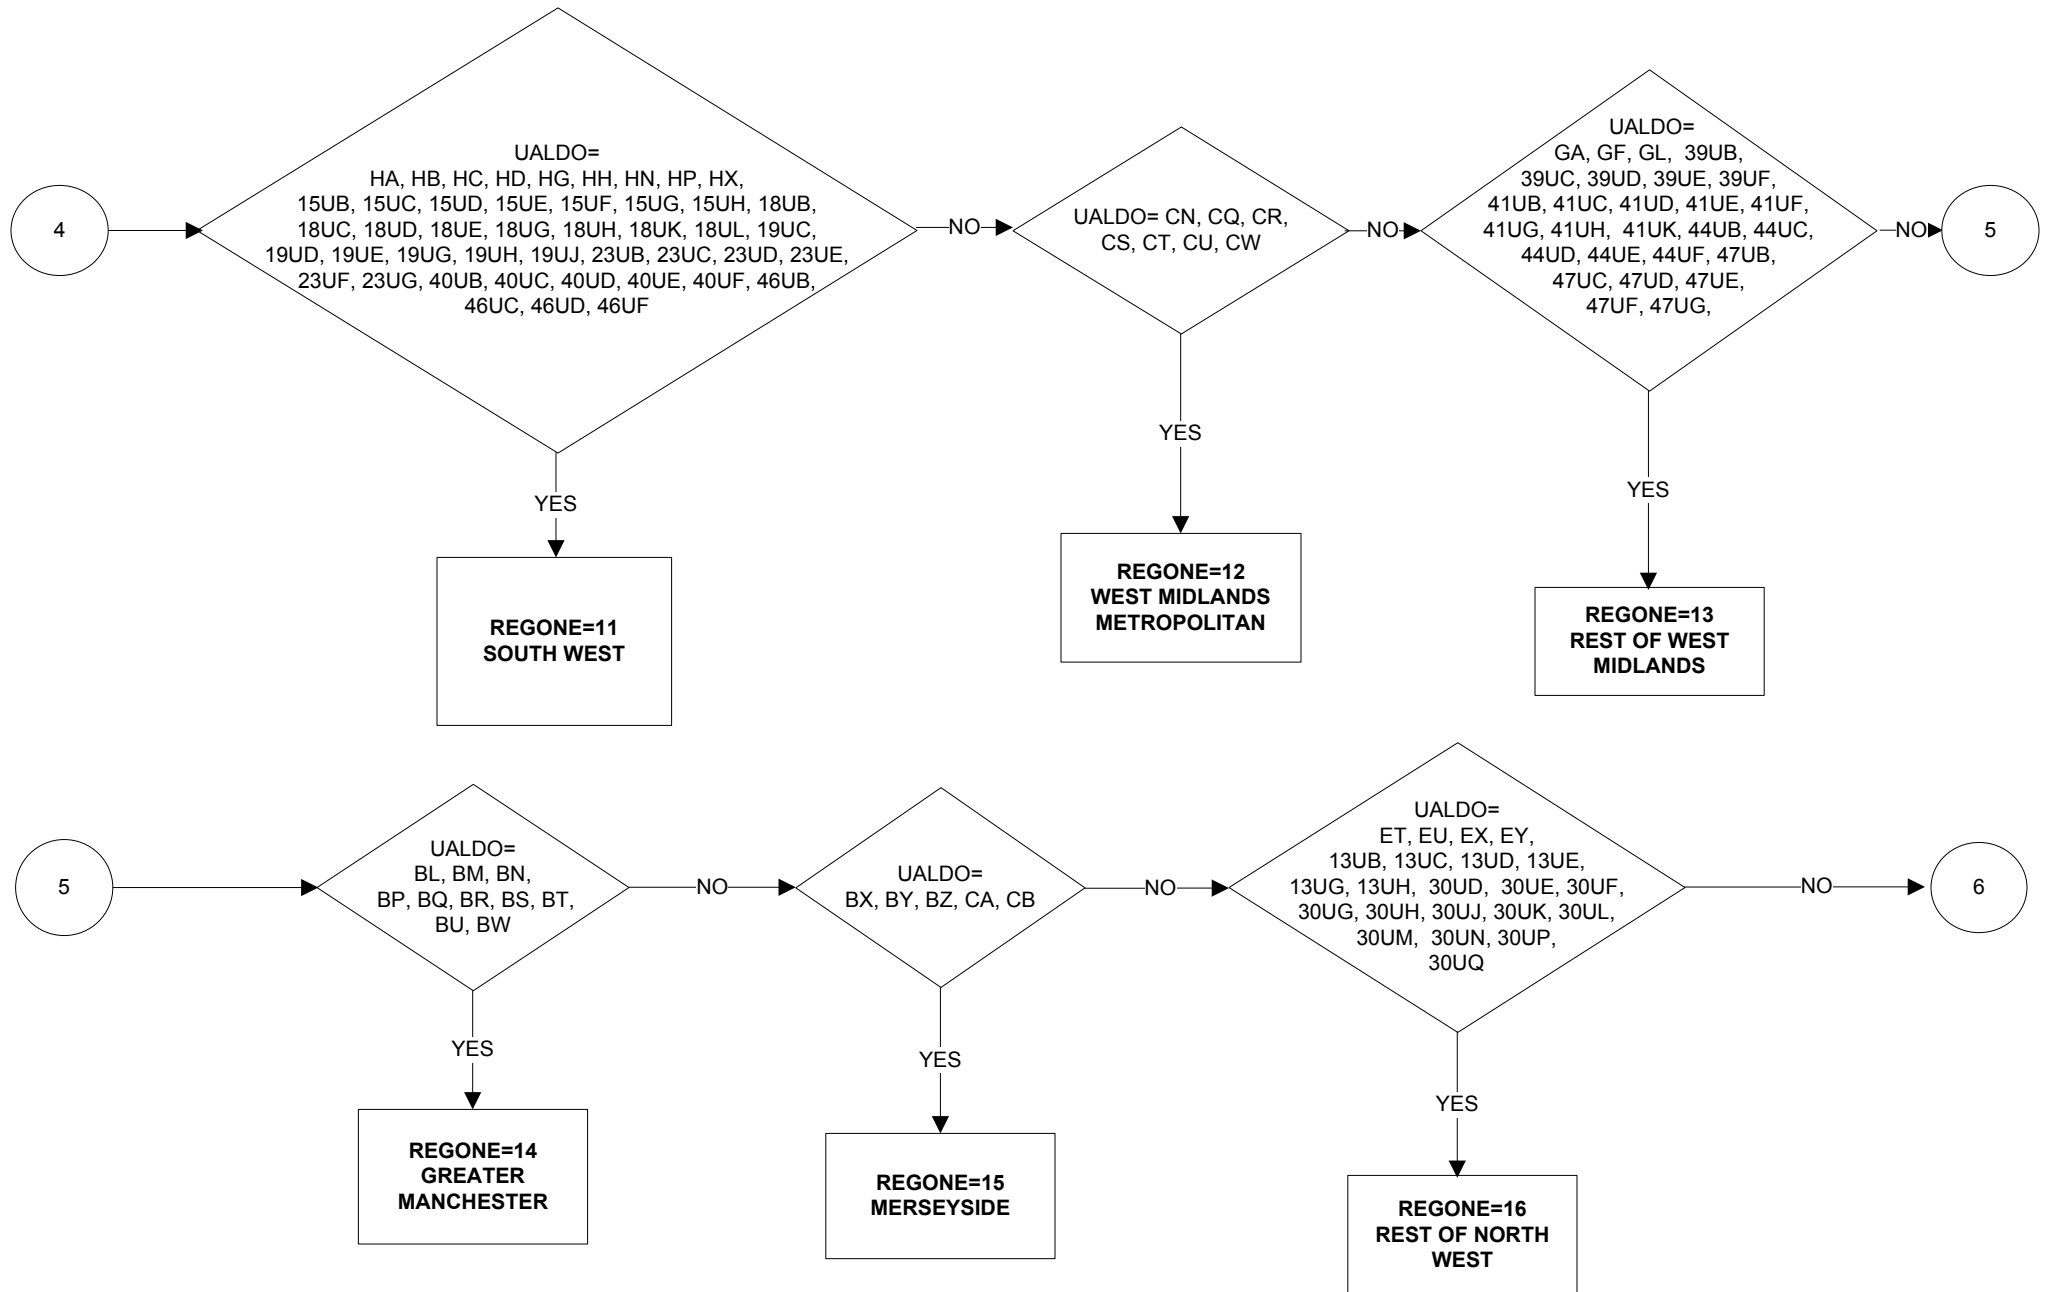 4
UALDO=
HA, HB, HC, HD, HG, HH, HN, HP, HX,
15UB, 15UC, 15UD, 15UE, 15UF, 15UG, 15UH, 18UB,
18UC, 18UD, 18UE, 18UG, 18UH, 18UK, 18UL, 19UC,
19UD, 19UE, 19UG, 19UH, 19UJ, 23UB, 23UC, 23UD, 23UE,
23UF, 23UG, 40UB, 40UC, 40UD, 40UE, 40UF, 46UB,
46UC, 46UD, 46UF
NO
UALDO= CN, CQ, CR,
CS, CT, CU, CW
NO
UALDO=
GA, GF, GL, 39UB,
39UC, 39UD, 39UE, 39UF,
41UB, 41UC, 41UD, 41UE, 41UF,
41UG, 41UH, 41UK, 44UB, 44UC,
44UD, 44UE, 44UF, 47UB,
47UC, 47UD, 47UE,
47UF, 47UG,
NO
5
YES
YES
YES
REGONE=11
SOUTH WEST
REGONE=12
WEST MIDLANDS
METROPOLITAN
REGONE=13
REST OF WEST
MIDLANDS
5
UALDO=
BL, BM, BN,
BP, BQ, BR, BS, BT,
BU, BW
NO
UALDO=
BX, BY, BZ, CA, CB
NO
UALDO=
ET, EU, EX, EY,
13UB, 13UC, 13UD, 13UE,
13UG, 13UH, 30UD, 30UE, 30UF,
30UG, 30UH, 30UJ, 30UK, 30UL,
30UM, 30UN, 30UP,
30UQ
NO
6
YES
YES
YES
REGONE=14
GREATER
MANCHESTER
REGONE=15
MERSEYSIDE
REGONE=16
REST OF NORTH
WEST